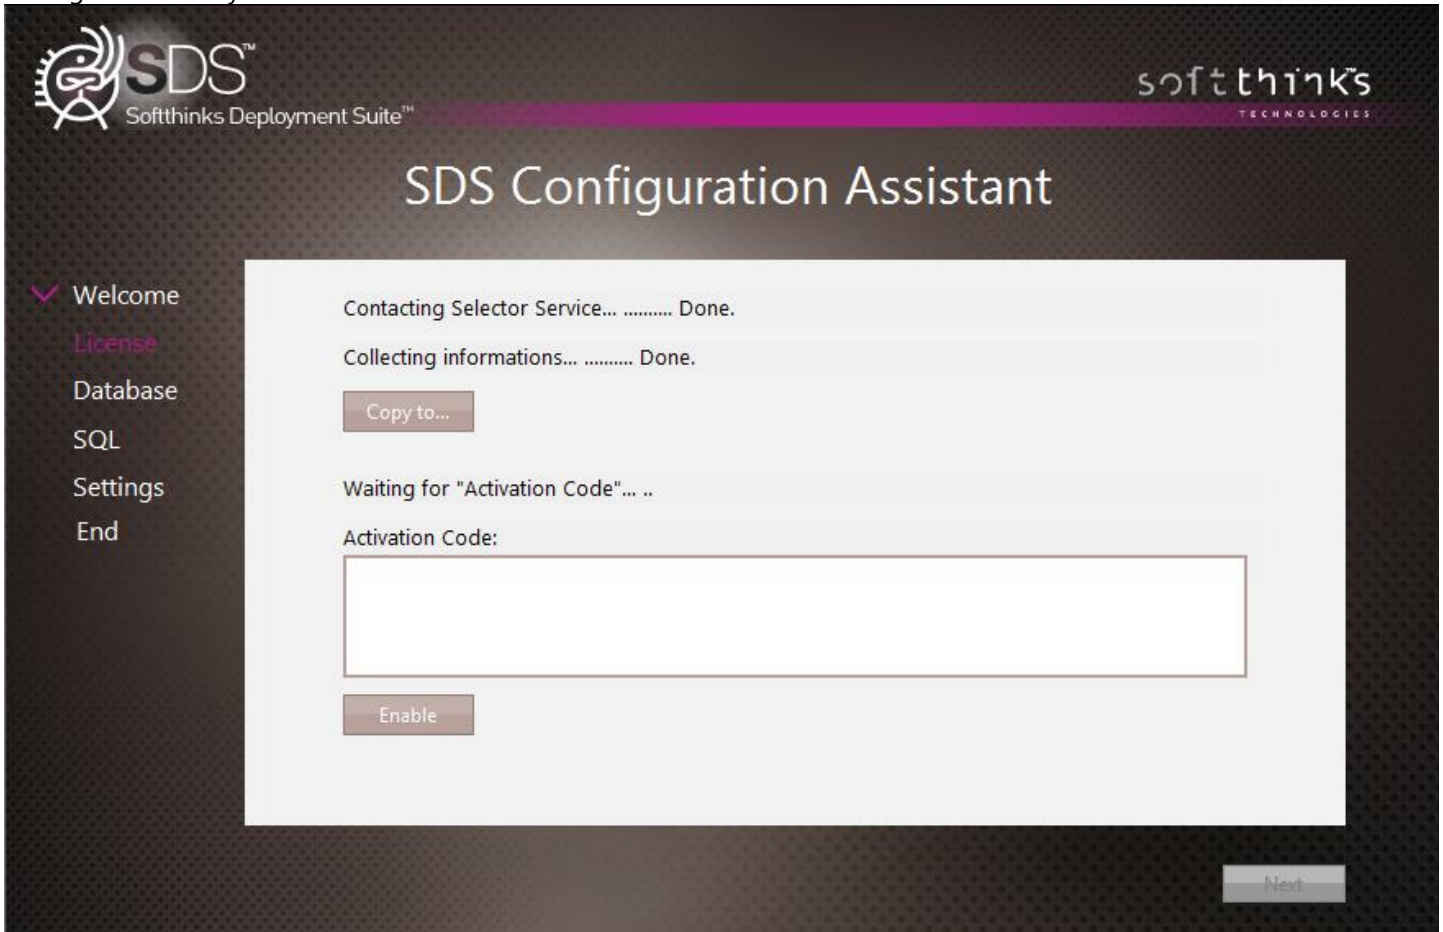 SDS™
Softthinks Deployment Suite™
softthinks™
TECHNOLOGIES
SDS Configuration Assistant
Welcome
License
Database
SQL
Settings
End
Contacting Selector Service... .......... Done.
Collecting informations... .......... Done.
Copy to...
Waiting for "Activation Code"... ..
Activation Code:
Enable
Next